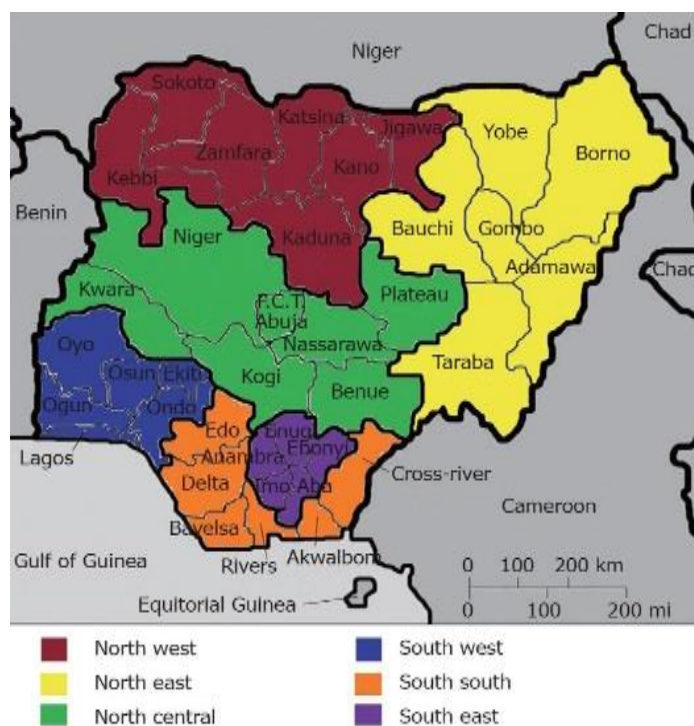 Chad
Niger
Sokoto
Katsina
Jigawa
Yobe
Borno
Zamfara
Kano
Kebbi
Benin
Niger
Kaduna
Bauchi
Gombo
Adamawa
Chad
Kwara
F.C.T.
Abuja
Plateau
Nassarawa
Oyo
Osun
Ekiti
Kogi
Benue
Taraba
Ogun
Ondo
Edo
Enug
Ebonyi
Lagos
Anambra
Cross-river
Delta
Imo
Aba
Bayelsa
Cameroon
Gulf of Guinea
Rivers
Akwalbom
0 100 200 km
Equitorial Guinea
0 100 200 mi
North west
South west
North east
South south
North central
South east